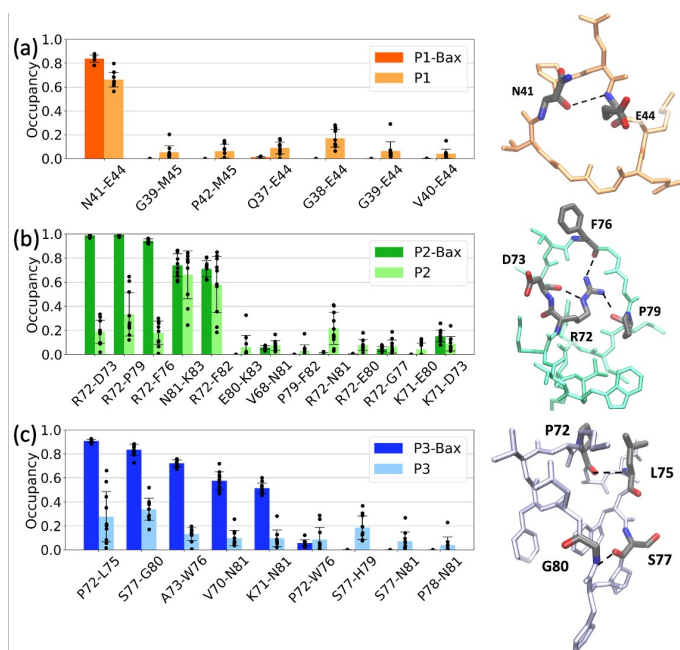 (a)
1.0
0.8
0.6
0.4
0.2
0.0
Occupancy
P1-Bax
P1
N41-E44
G39-M45
P42-M45
Q37-E44
G38-E44
G39-E44
V40-E44
N41
E44
(b)
1.0
0.8
0.6
0.4
0.2
0.0
Occupancy
P2-Bax
P2
R72-D73
R72-P79
R72-F76
N81-K83
R72-F82
E80-K83
V68-N81
P79-F82
R72-N81
R72-E80
R72-G77
K71-E80
K71-D73
F76
D73
P79
R72
(c)
1.0
0.8
0.6
0.4
0.2
0.0
Occupancy
P3-Bax
P3
P72-L75
S77-G80
A73-W76
V70-N81
K71-N81
P72-W76
S77-H79
S77-N81
P78-N81
P72
L75
G80
S77